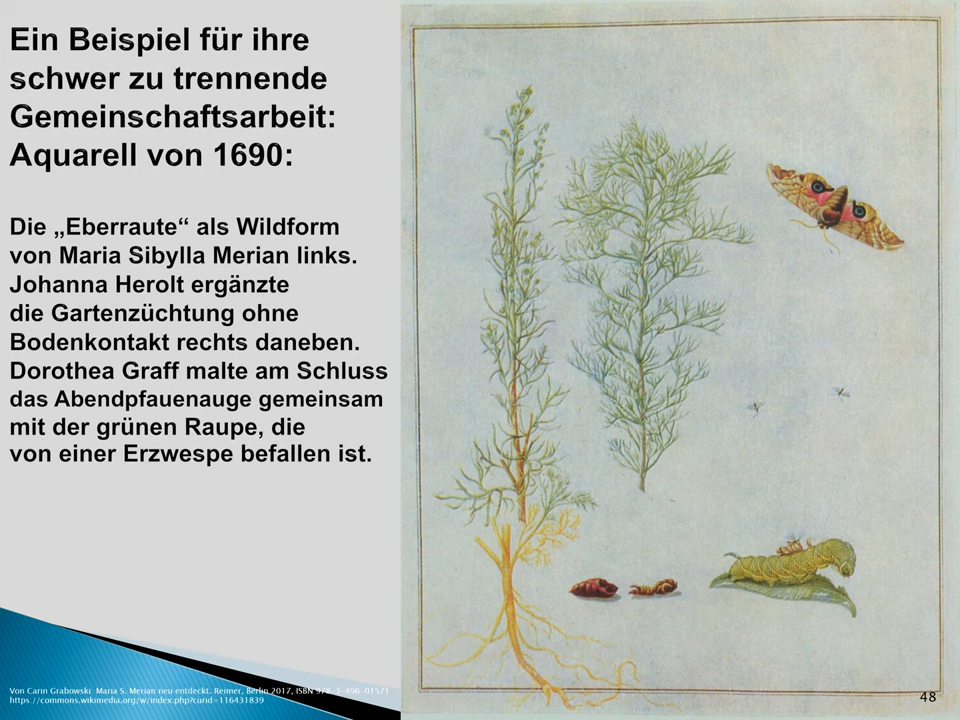 Ein Beispiel für ihre
schwer zu trennende
Gemeinschaftsarbeit:
Aquarell von 1690:
Die „Eberraute“ als Wildform
von Maria Sibylla Merian links.
Johanna Herolt ergänzte
die Gartenzüchtung ohne
Bodenkontakt rechts daneben.
Dorothea Graff malte am Schluss
das Abendpfauenauge gemeinsam
mit der grünen Raupe, die
von einer Erzwespe befallen ist.
Von Carin Grabowski Maria S. Merian neu entdeckt. Reimer, Berlin 2017, ISBN 978-3-496-01571
https://commons.wikimedia.org/w/index.php?curid=116431839
48